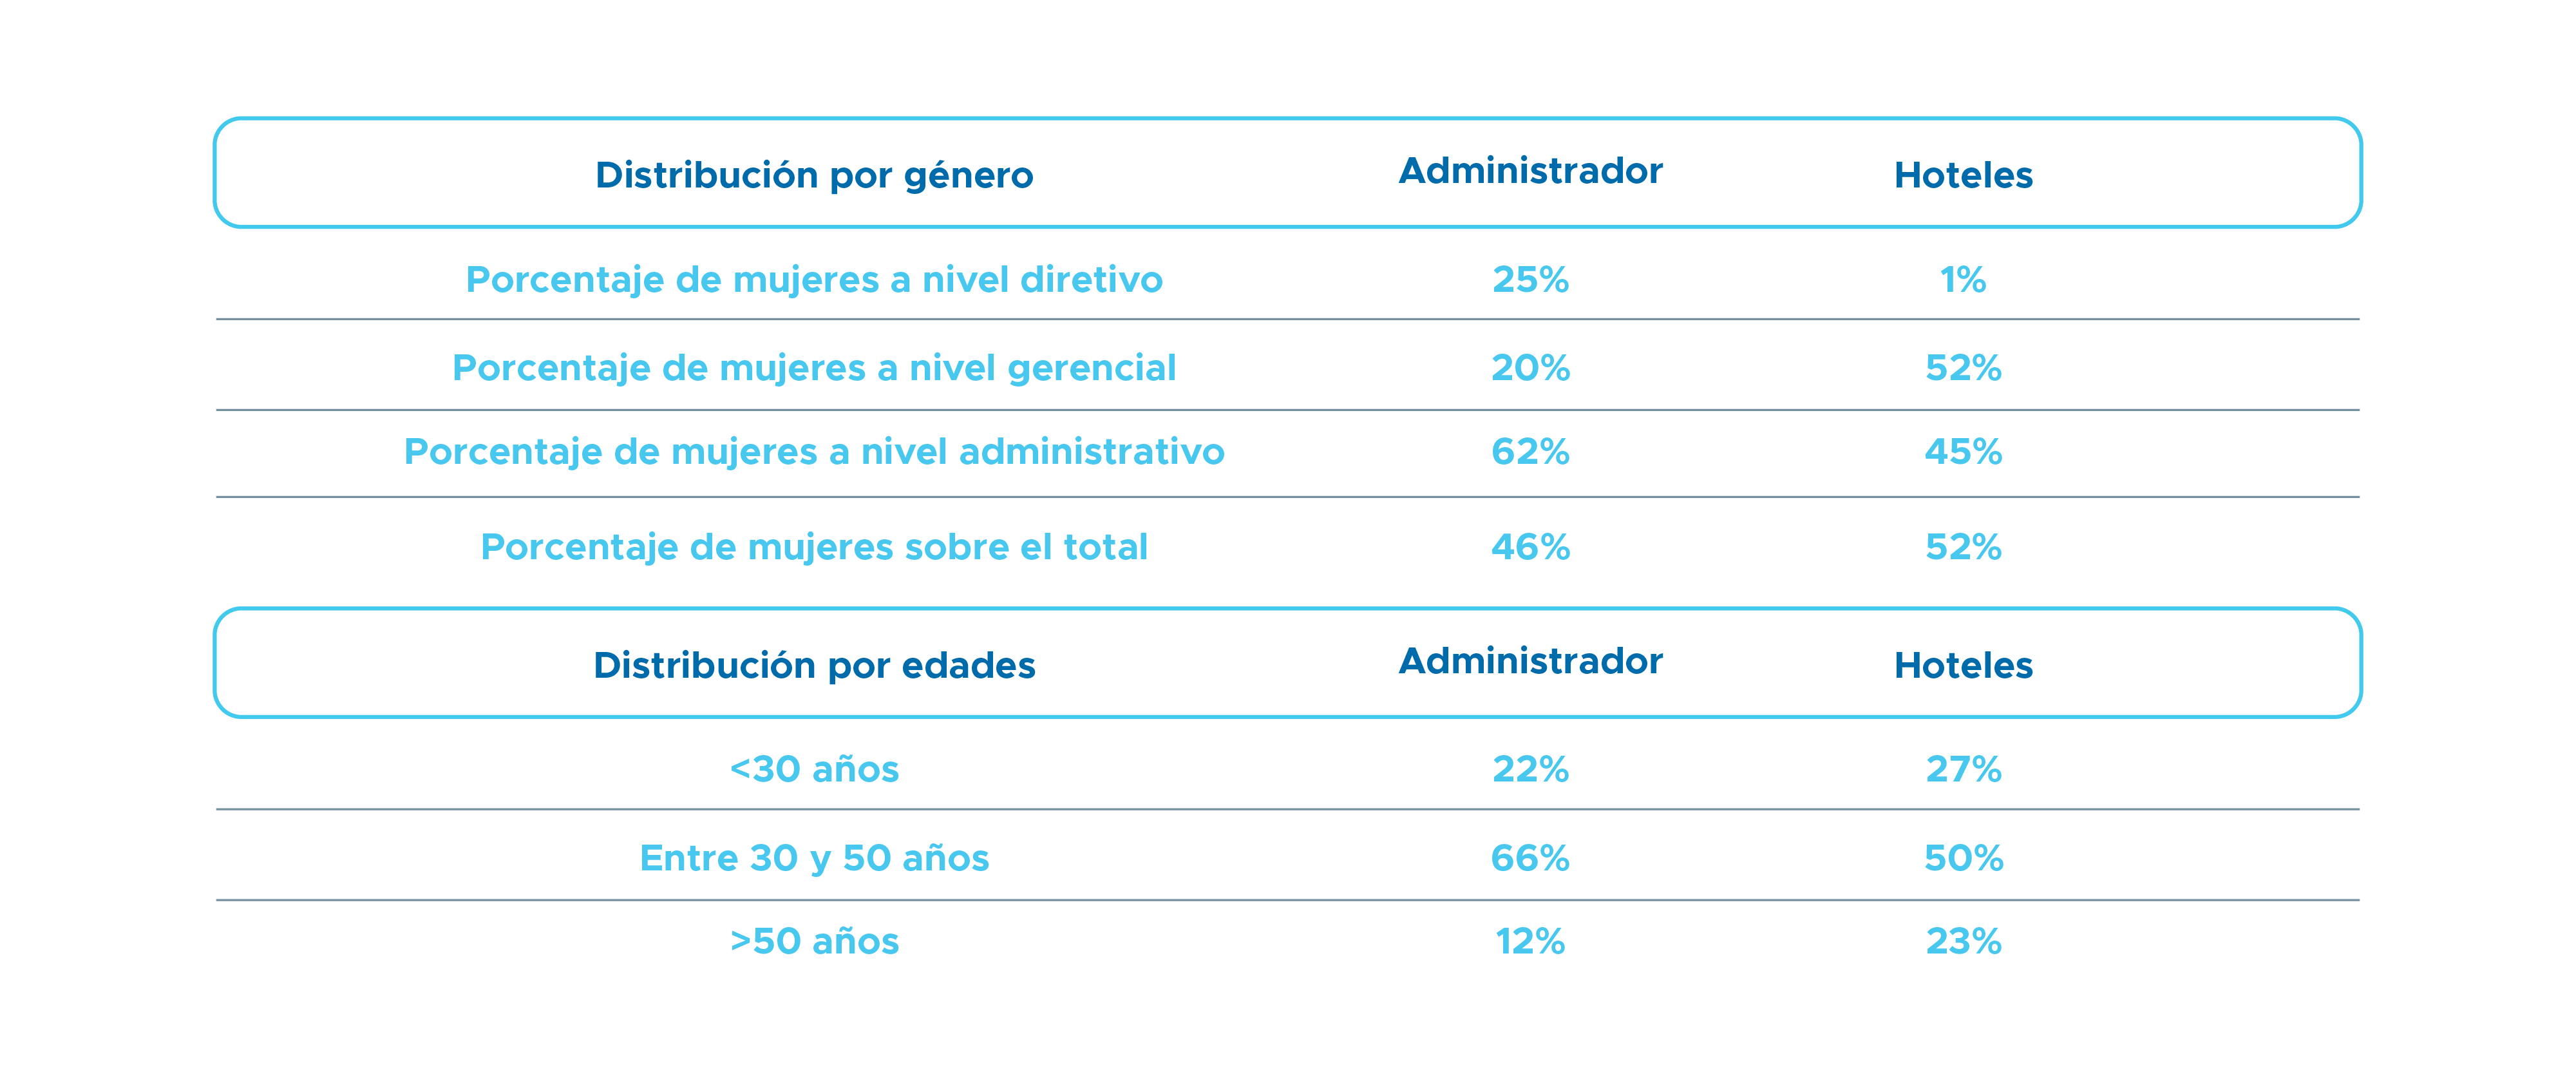 Distribución por género Administrador Hoteles
Porcentaje de mujeres a nivel diretivo 25% 1%
Porcentaje de mujeres a nivel gerencial 20% 52%
Porcentaje de mujeres a nivel administrativo 62% 45%
Porcentaje de mujeres sobre el total 46% 52%
Distribución por edades Administrador Hoteles
<30 años 22% 27%
Entre 30 y 50 años 66% 50%
>50 años 12% 23%